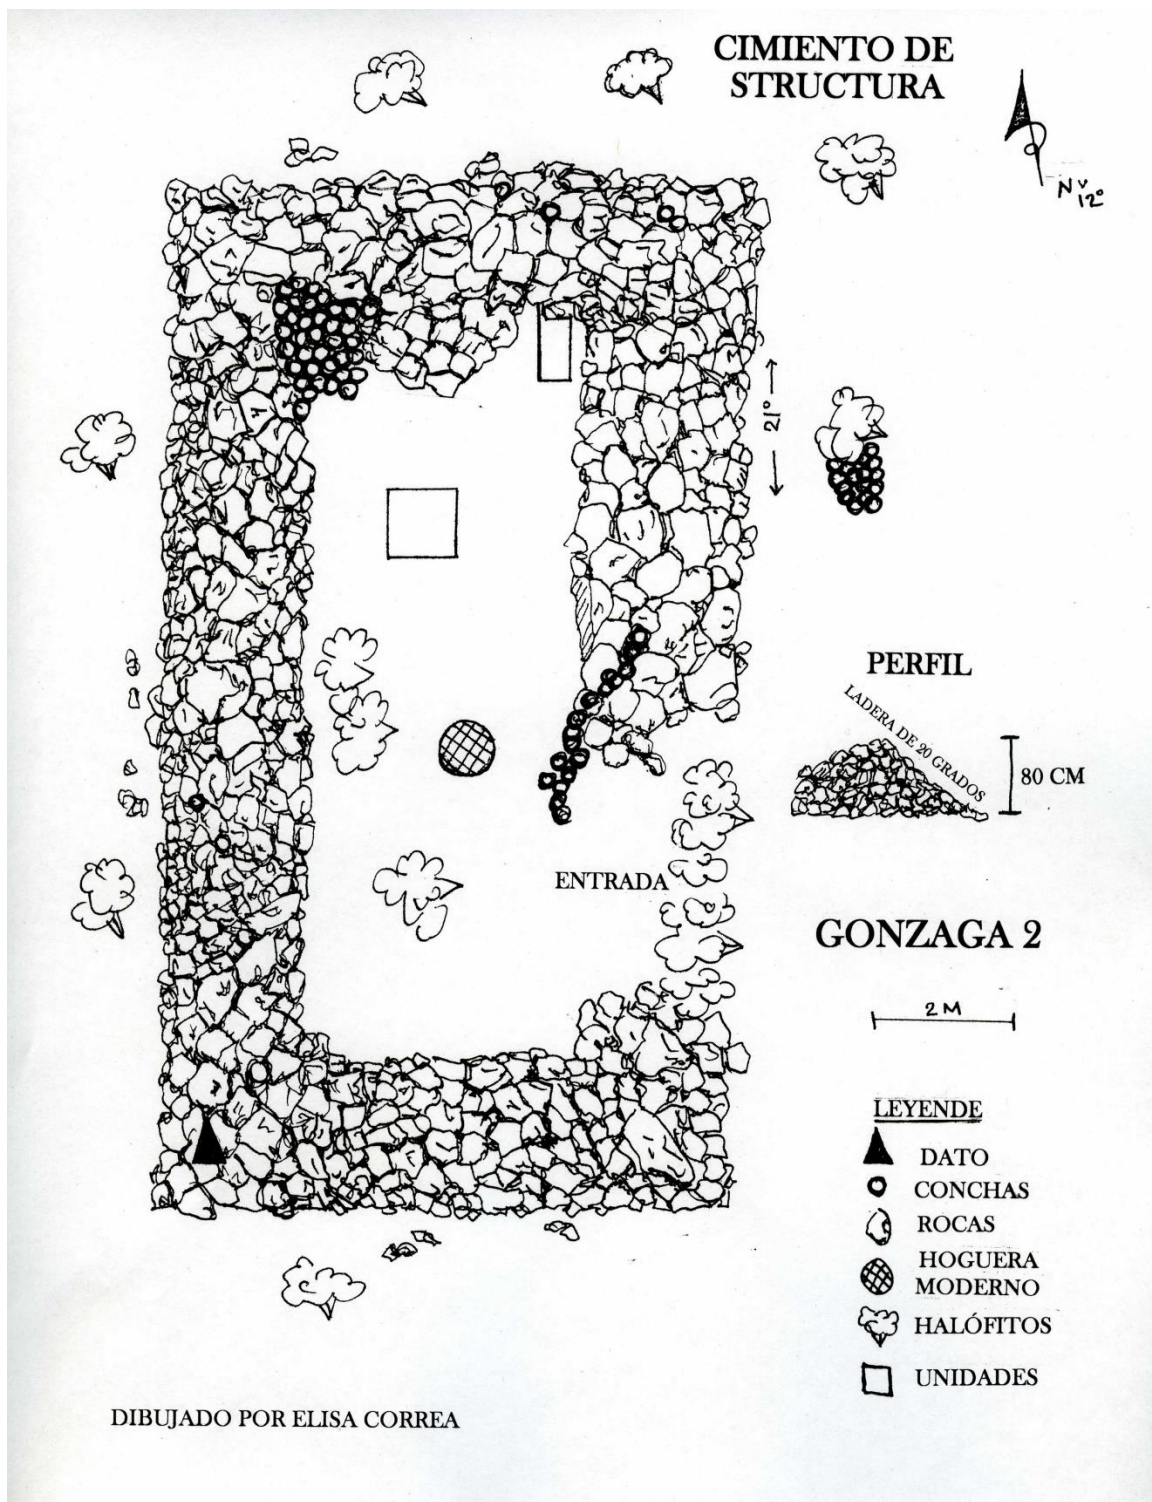 CIMIENTO DE
STRUCTURA
N v
12°
21°
PERFIL
LADERA DE 20 GRADOS
80 CM
ENTRADA
GONZAGA 2
2 M
LEYENDE
DATO
CONCHAS
ROCAS
HOGUERA
MODERNO
HALÓFITOS
UNIDADES
DIBUJADO POR ELISA CORREA